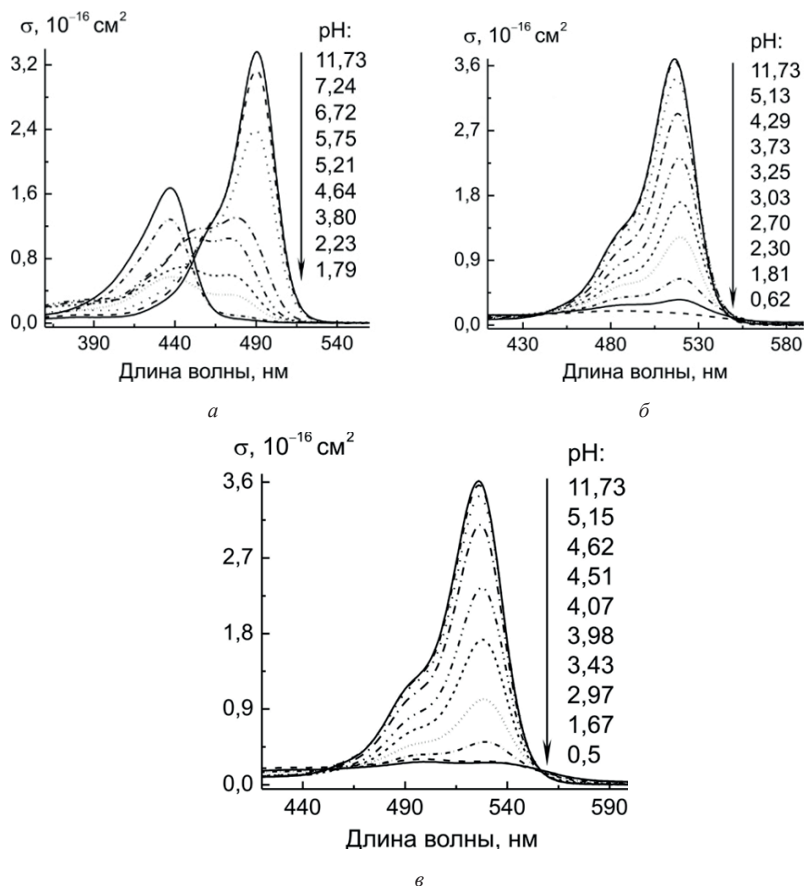 σ, 10⁻¹⁶ см²
pH:
11,73
7,24
6,72
5,75
5,21
4,64
3,80
2,23
1,79
3,2
2,4
1,6
0,8
0,0
390 440 490 540
Длина волны, нм
а
σ, 10⁻¹⁶ см²
pH:
11,73
5,13
4,29
3,73
3,25
3,03
2,70
2,30
1,81
0,62
3,6
2,7
1,8
0,9
0,0
430 480 530 580
Длина волны, нм
б
σ, 10⁻¹⁶ см²
pH:
11,73
5,15
4,62
4,51
4,07
3,98
3,43
2,97
1,67
0,5
3,6
2,7
1,8
0,9
0,0
440 490 540 590
Длина волны, нм
в